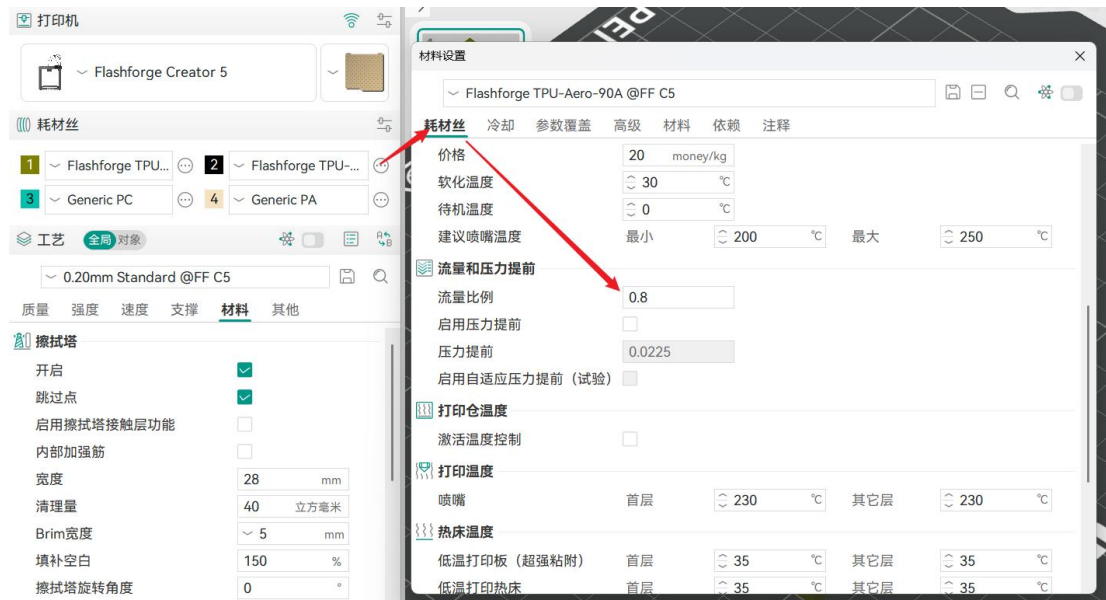 打印机
Flashforge Creator 5
耗材丝
1 Flashforge TPU... 2 Flashforge TPU-...
3 Generic PC 4 Generic PA
工艺 全局 对象
0.20mm Standard @FF C5
质量 强度 速度 支撑 材料 其他
擦拭塔
开启
跳过点
启用擦拭塔接触层功能
内部加强筋
宽度 28 mm
清理量 40 立方毫米
Brim宽度 5 mm
填补空白 150 %
擦拭塔旋转角度 0 °
材料设置
Flashforge TPU-Aero-90A @FF C5
耗材丝 冷却 参数覆盖 高级 材料 依赖 注释
价格 20 money/kg
软化温度 30 °C
待机温度 0 °C
建议喷嘴温度 最小 200 °C 最大 250 °C
流量和压力提前
流量比例 0.8
启用压力提前
压力提前 0.0225
启用自适应压力提前（试验）
打印仓温度
激活温度控制
打印温度
喷嘴 首层 230 °C 其它层 230 °C
热床温度
低温打印板（超强粘附） 首层 35 °C 其它层 35 °C
低温打印热床 首层 35 °C 其它层 35 °C